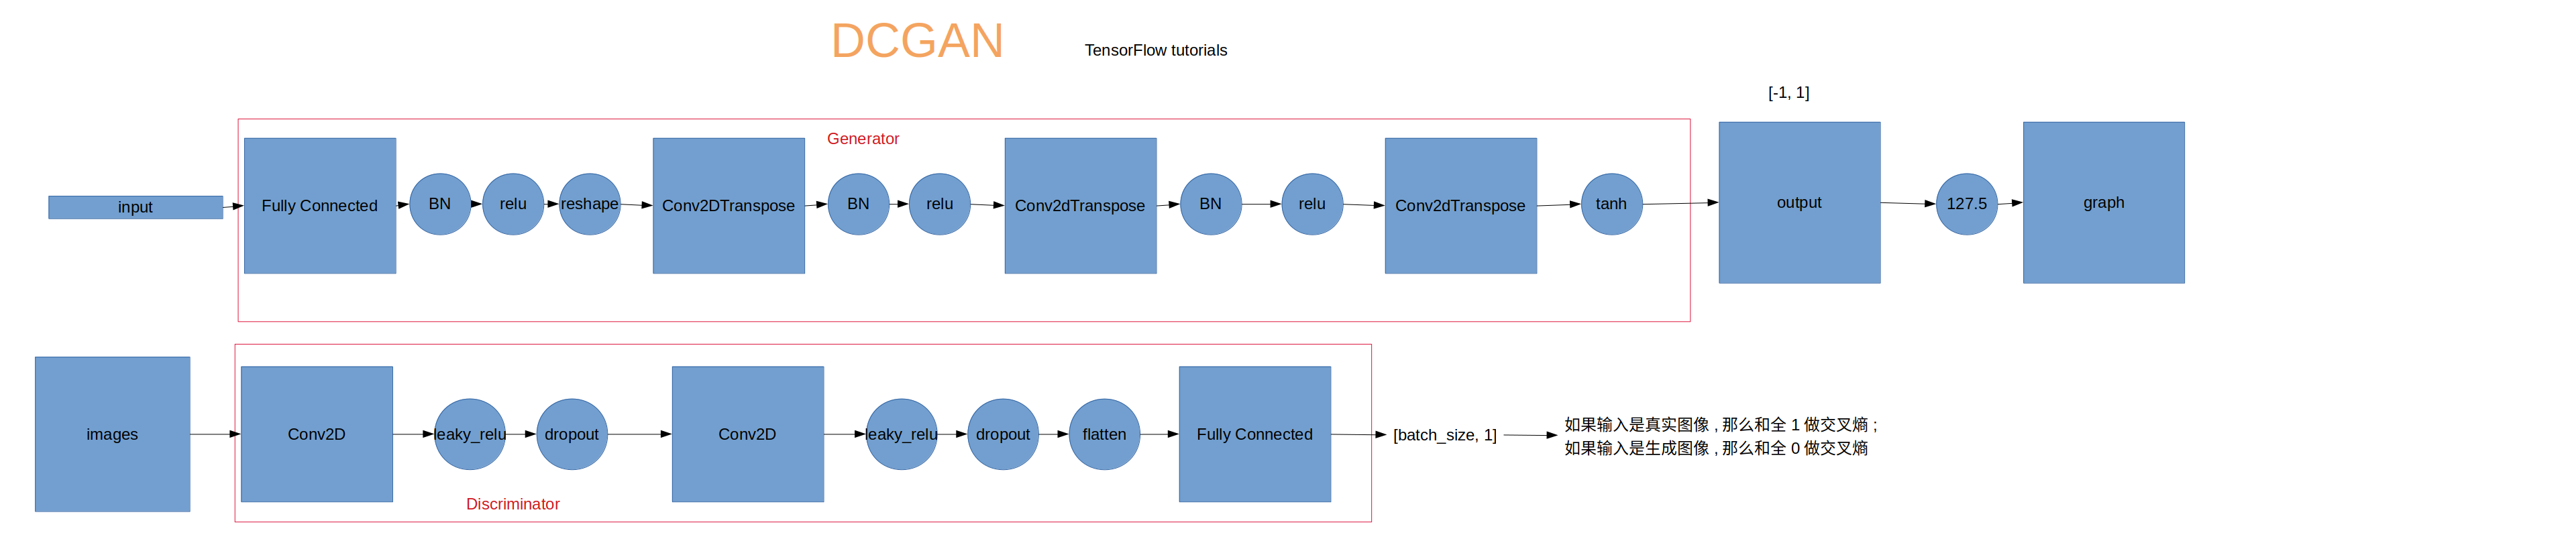 DCGAN
TensorFlow tutorials
[-1, 1]
Generator
input
Fully Connected
BN
relu
reshape
Conv2DTranspose
BN
relu
Conv2dTranspose
BN
relu
Conv2dTranspose
tanh
output
127.5
graph
images
Conv2D
leaky_relu
dropout
Conv2D
leaky_relu
dropout
flatten
Fully Connected
[batch_size, 1]
如果输入是真实图像 , 那么和全 1 做交叉熵 ;
如果输入是生成图像 , 那么和全 0 做交叉熵
Discriminator